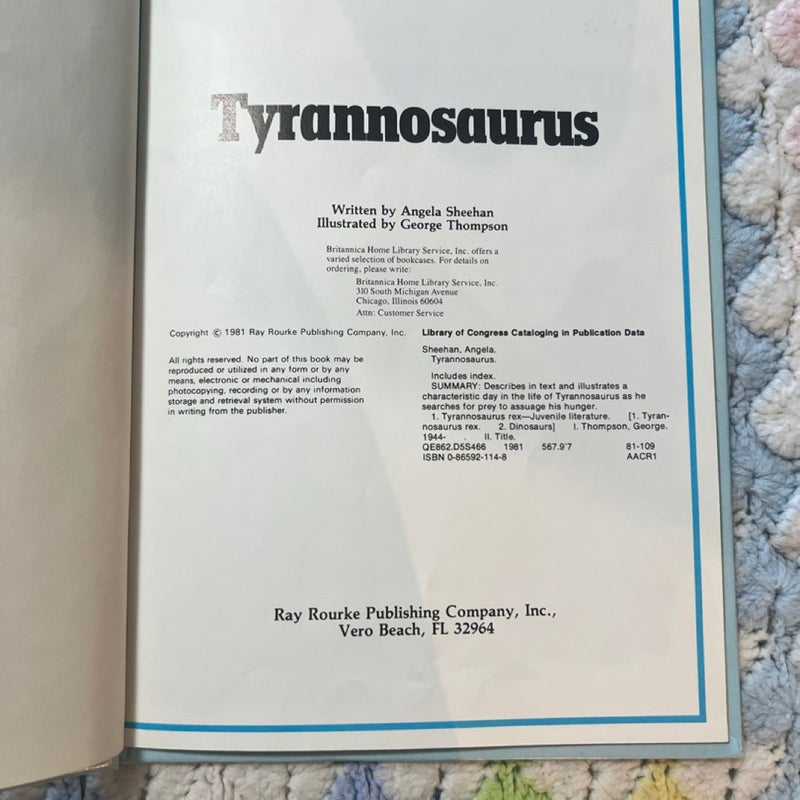 Tyrannosaurus
Written by Angela Sheehan
Illustrated by George Thompson
Britannica Home Library Service, Inc. offers a
varied selection of bookcases. For details on
ordering, please write:
Britannica Home Library Service, Inc.
310 South Michigan Avenue
Chicago, Illinois 60604
Attn: Customer Service
Copyright © 1981 Ray Rourke Publishing Company, Inc.
All rights reserved. No part of this book may be
reproduced or utilized in any form or by any
means, electronic or mechanical including
photocopying, recording or by any information
storage and retrieval system without permission
in writing from the publisher.
Library of Congress Cataloging in Publication Data
Sheehan, Angela.
Tyrannosaurus.
Includes index.
SUMMARY: Describes in text and illustrates a
characteristic day in the life of Tyrannosaurus as he
searches for prey to assuage his hunger.
1. Tyrannosaurus rex—Juvenile literature. [1. Tyran-
nosaurus rex. 2. Dinosaurs] I. Thompson, George.
1944- . II. Title.
QE862.D5S466 1981 567.9'7 81-109
ISBN 0-86592-114-8 AACR1
Ray Rourke Publishing Company, Inc.,
Vero Beach, FL 32964